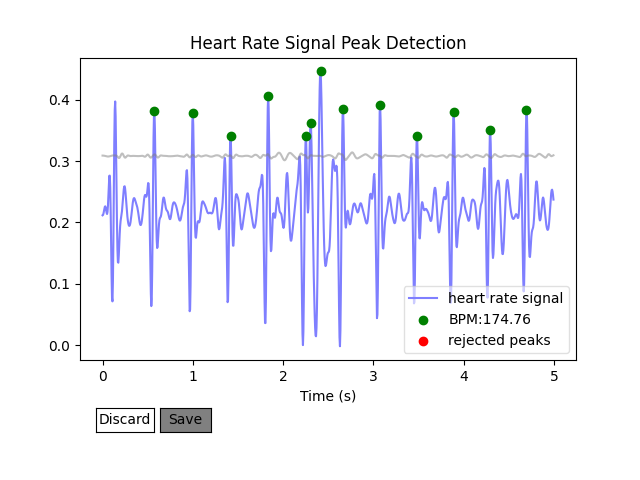 Heart Rate Signal Peak Detection
0.4
0.3
0.2
0.1
0.0
heart rate signal
BPM:174.76
rejected peaks
0 1 2 3 4 5
Time (s)
Discard Save